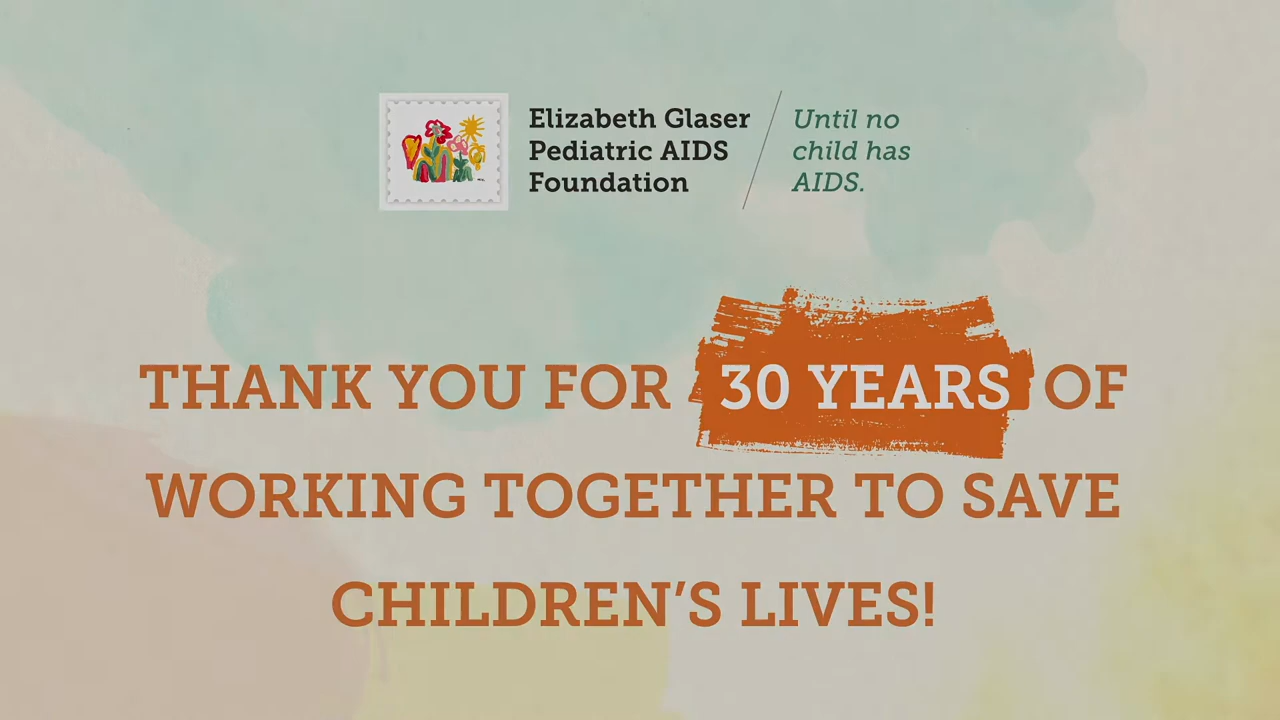 Elizabeth Glaser
Pediatric AIDS
Foundation
Until no
child has
AIDS.
THANK YOU FOR 30 YEARS OF
WORKING TOGETHER TO SAVE
CHILDREN’S LIVES!